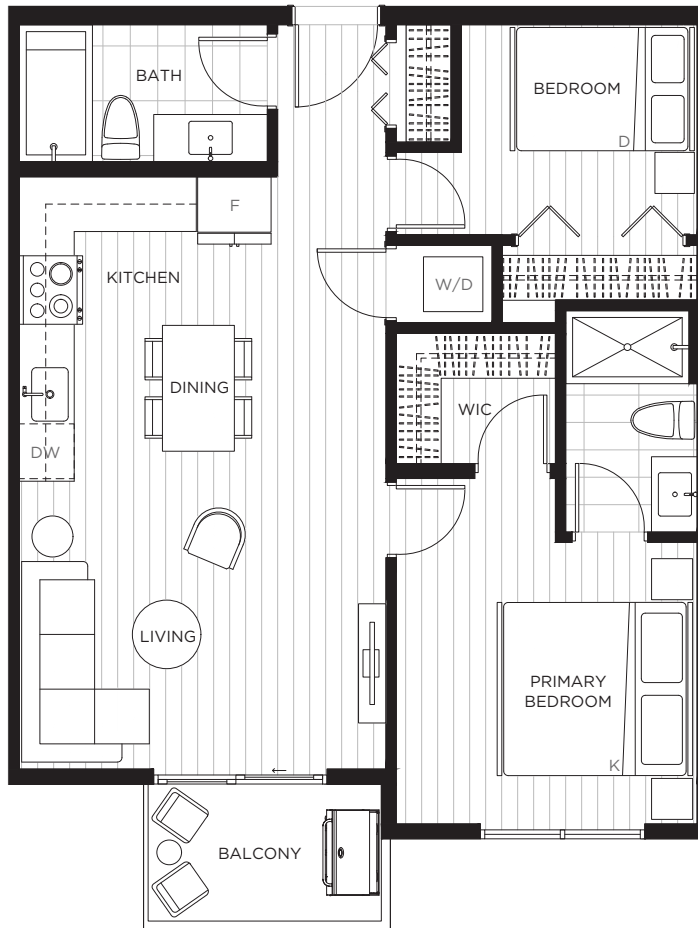 BATH
BEDROOM
D
F
KITCHEN
W/D
DINING
WIC
DW
LIVING
PRIMARY
BEDROOM
K
BALCONY